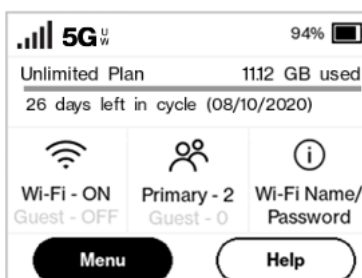 5G UW 94%
Unlimited Plan 11.12 GB used
26 days left in cycle (08/10/2020)
Wi-Fi - ON Primary - 2 Wi-Fi Name/
Guest - OFF Guest - 0 Password
Menu Help